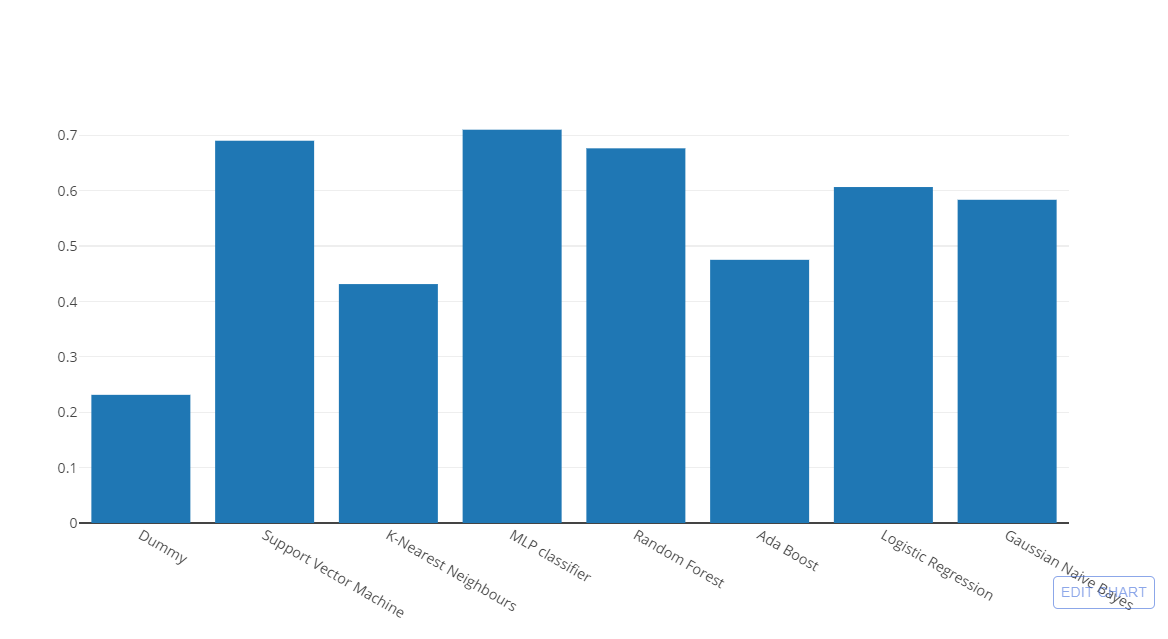 0.7
0.6
0.5
0.4
0.3
0.2
0.1
0
Dummy
Support Vector Machine
K-Nearest Neighbours
MLP classifier
Random Forest
Ada Boost
Logistic Regression
Gaussian Naive Bayes
EDIT CHART